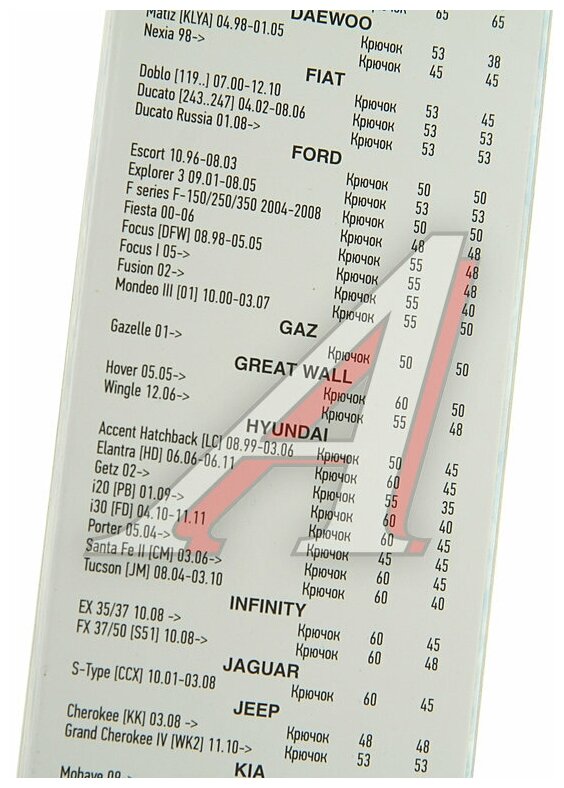 Крючок 65 65
DAEWOO
Matiz [KLYA] 04.98-01.05 Крючок 53 38
Nexia 98-> Крючок 45 45
FIAT
Doblo [119..] 07.00-12.10 Крючок 53 45
Ducato [243..247] 04.02-08.06 Крючок 53 53
Ducato Russia 01.08-> Крючок 53 53
FORD
Escort 10.96-08.03 Крючок 50 50
Explorer 3 09.01-08.05 Крючок 53 53
F series F-150/250/350 2004-2008 Крючок 50 50
Fiesta 00-06 Крючок 48
Focus [DFW] 08.98-05.05 Крючок 55 48
Focus I 05-> Крючок 55 48
Fusion 02-> Крючок 55 40
Mondeo III [01] 10.00-03.07 Крючок 55 50
GAZ
Gazelle 01-> Крючок 50 50
GREAT WALL
Hover 05.05-> Крючок 60 50
Wingle 12.06-> Крючок 55 48
HYUNDAI
Accent Hatchback [LC] 08.99-03.06 Крючок 50 45
Elantra [HD] 06.06-06.11 Крючок 60 45
Getz 02-> Крючок 55 35
i20 [PB] 01.09-> Крючок 60 40
i30 [FD] 04.10-11.11 Крючок 60 45
Porter 05.04-> Крючок 45 45
Santa Fe II [CM] 03.06-> Крючок 60 45
Tucson [JM] 08.04-03.10 Крючок 60 40
INFINITY
EX 35/37 10.08 -> Крючок 60 45
FX 37/50 [S51] 10.08-> Крючок 60 48
JAGUAR
S-Type [CCX] 10.01-03.08 Крючок 60 45
JEEP
Cherokee [KK] 03.08 -> Крючок 48 48
Grand Cherokee IV [WK2] 11.10-> Крючок 53 53
KIA
Mohave 09->